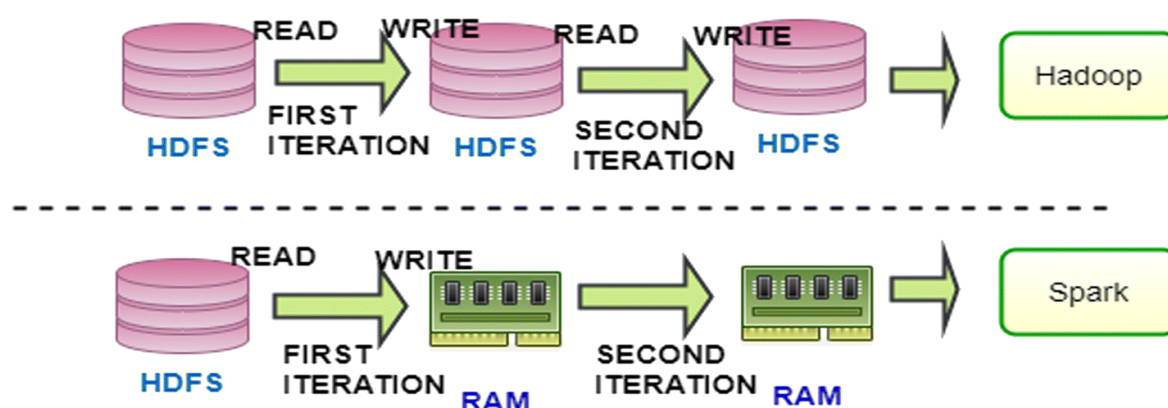 READ WRITE READ WRITE
Hadoop
FIRST
ITERATION
SECOND
ITERATION
HDFS HDFS HDFS
READ WRITE
Spark
FIRST
ITERATION
SECOND
ITERATION
HDFS RAM RAM